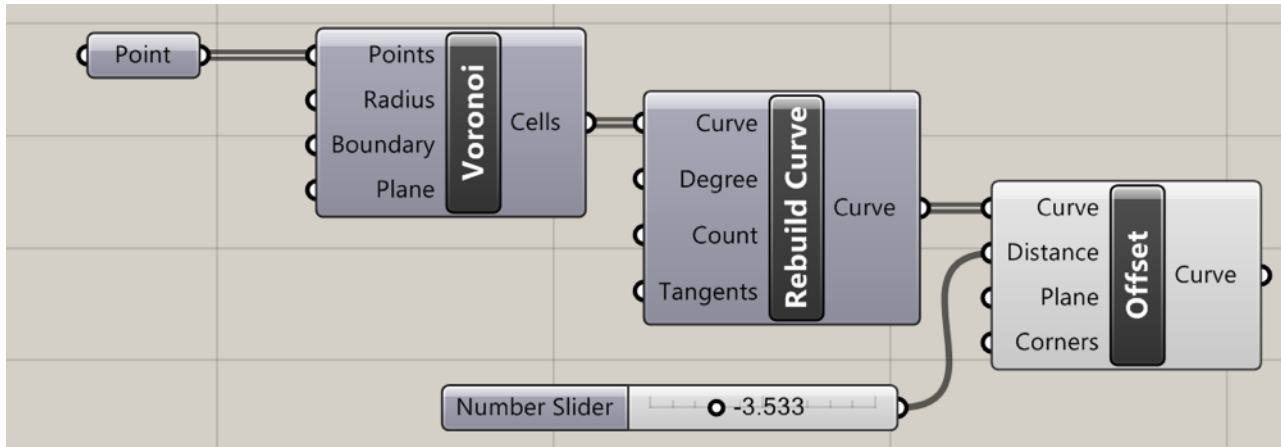 Point
Points
Radius
Boundary
Plane
Voronoi
Cells
Curve
Degree
Count
Tangents
Rebuild Curve
Curve
Curve
Distance
Plane
Corners
Offset
Curve
Number Slider
-3.533